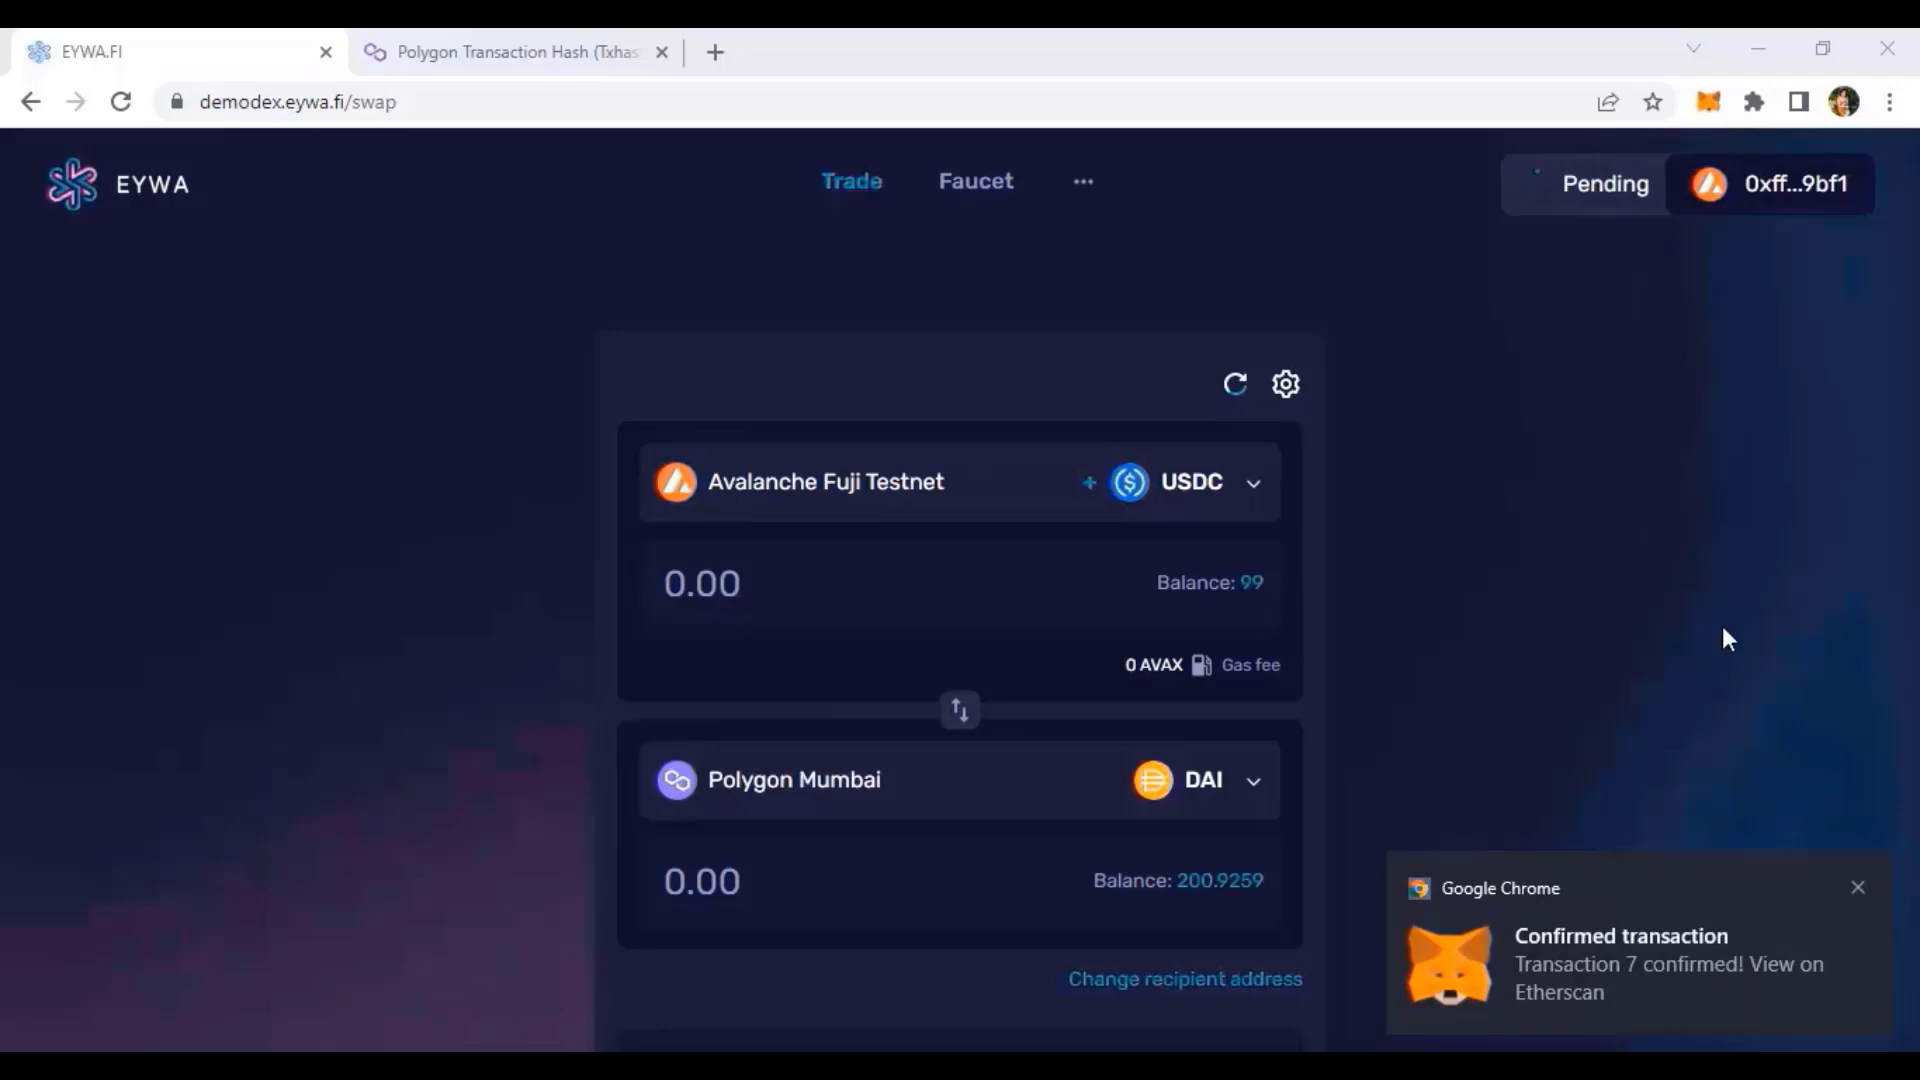 EYWA.FI
Polygon Transaction Hash (Txhas
demodex.eywa.fi/swap
EYWA
Trade
Faucet
Pending
0xff...9bf1
Avalanche Fuji Testnet
+ USDC
0.00
Balance: 99
0 AVAX Gas fee
Polygon Mumbai
DAI
0.00
Balance: 200.9259
Change recipient address
Google Chrome
Confirmed transaction
Transaction 7 confirmed! View on
Etherscan